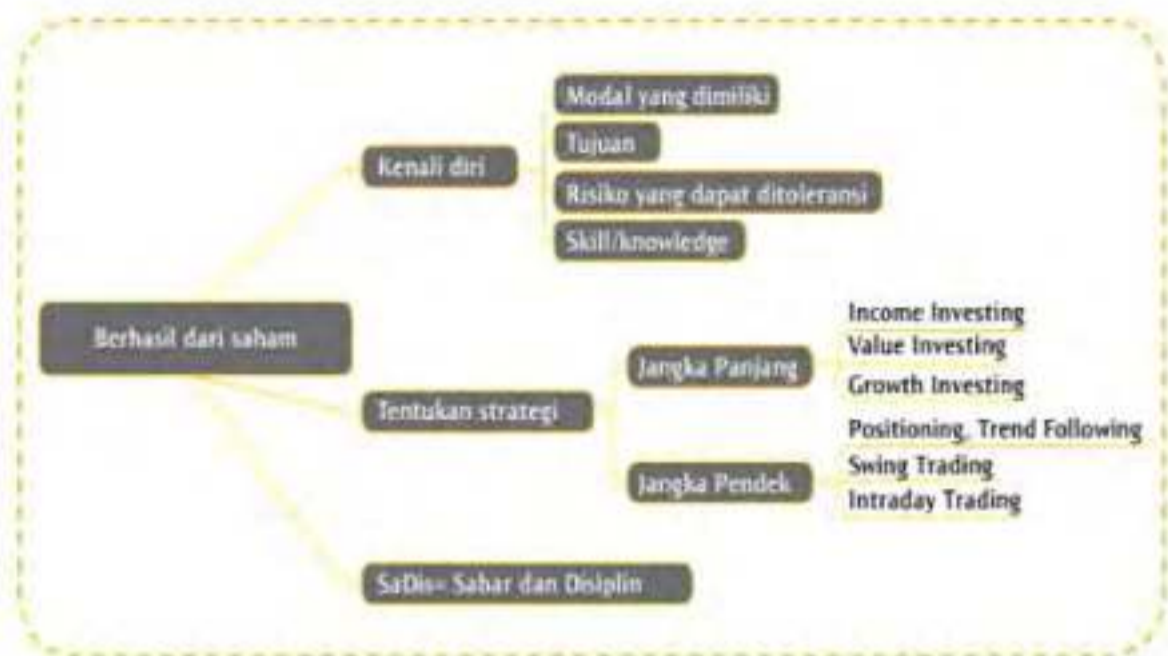 Berhasil dari saham
Kenali diri
Modal yang dimiliki
Tujuan
Risiko yang dapat ditoleransi
Skill/knowledge
Tentukan strategi
Jangka Panjang
Income Investing
Value Investing
Growth Investing
Jangka Pendek
Positioning, Trend Following
Swing Trading
Intraday Trading
SaDis= Sabar dan Disiplin